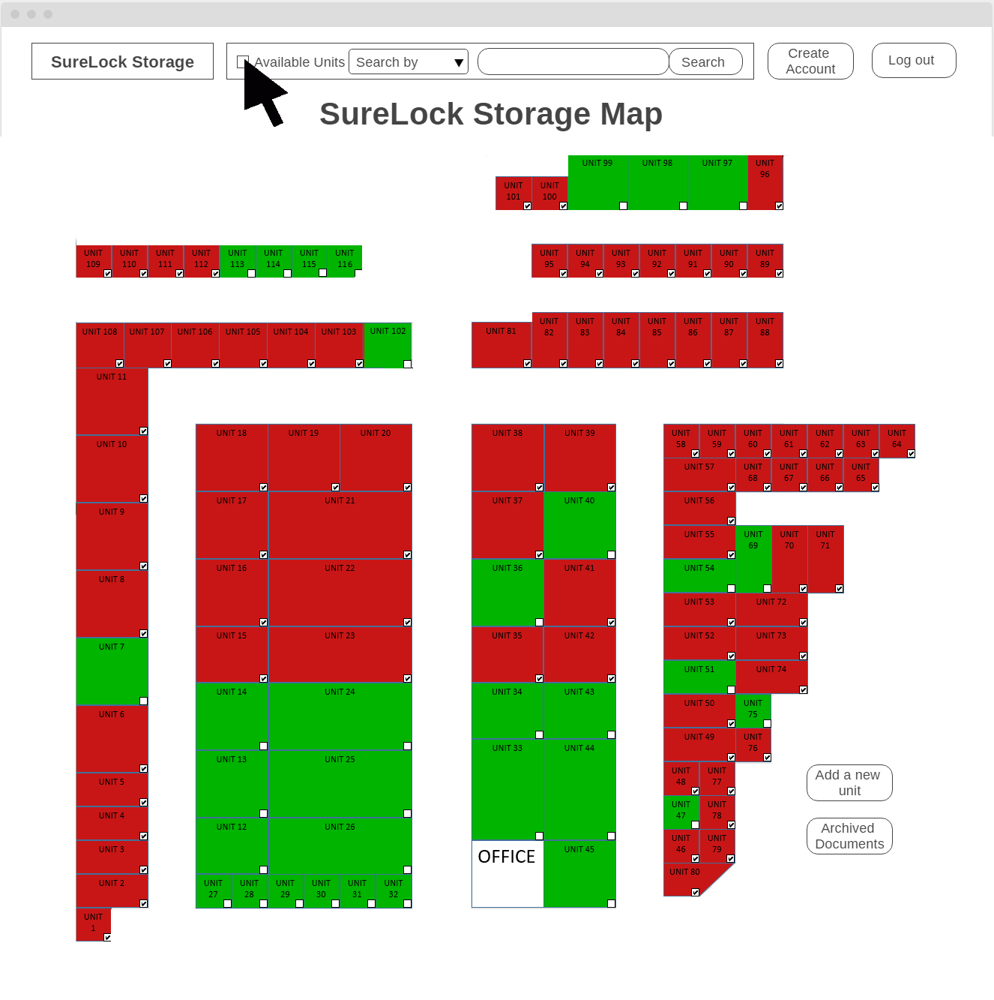 SureLock Storage
Available Units
Search by
Search
Create
Account
Log out
SureLock Storage Map
UNIT 99
UNIT 98
UNIT 97
UNIT
96
UNIT
101
UNIT
100
UNIT
109
UNIT
110
UNIT
111
UNIT
112
UNIT
113
UNIT
114
UNIT
115
UNIT
116
UNIT
95
UNIT
94
UNIT
93
UNIT
92
UNIT
91
UNIT
90
UNIT
89
UNIT 108
UNIT 107
UNIT 106
UNIT 105
UNIT 104
UNIT 103
UNIT 102
UNIT 81
UNIT
82
UNIT
83
UNIT
84
UNIT
85
UNIT
86
UNIT
87
UNIT
88
UNIT 11
UNIT 10
UNIT 9
UNIT 8
UNIT 7
UNIT 6
UNIT 5
UNIT 4
UNIT 3
UNIT 2
UNIT
1
UNIT 18
UNIT 19
UNIT 20
UNIT 17
UNIT 21
UNIT 16
UNIT 22
UNIT 15
UNIT 23
UNIT 14
UNIT 24
UNIT 13
UNIT 25
UNIT 12
UNIT 26
UNIT
27
UNIT
28
UNIT
29
UNIT
30
UNIT
31
UNIT
32
UNIT 38
UNIT 39
UNIT 37
UNIT 40
UNIT 36
UNIT 41
UNIT 35
UNIT 42
UNIT 34
UNIT 43
UNIT 33
UNIT 44
OFFICE
UNIT 45
UNIT
58
UNIT
59
UNIT
60
UNIT
61
UNIT
62
UNIT
63
UNIT
64
UNIT 57
UNIT
68
UNIT
67
UNIT
66
UNIT
65
UNIT 56
UNIT 55
UNIT
69
UNIT
70
UNIT
71
UNIT 54
UNIT 53
UNIT 72
UNIT 52
UNIT 73
UNIT 51
UNIT 74
UNIT 50
UNIT
75
UNIT 49
UNIT
76
UNIT
48
UNIT
77
UNIT
47
UNIT
78
UNIT
46
UNIT
79
UNIT 80
Add a new
unit
Archived
Documents